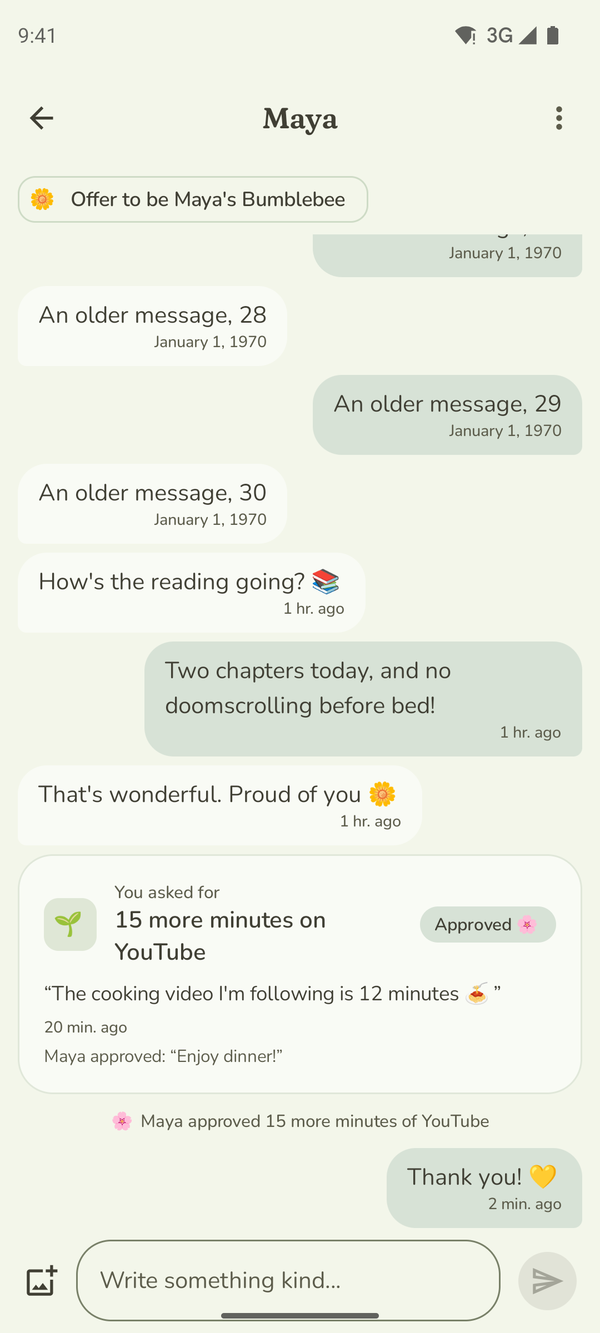 9:41
3G
Maya
Offer to be Maya's Bumblebee
January 1, 1970
An older message, 28
January 1, 1970
An older message, 29
January 1, 1970
An older message, 30
January 1, 1970
How's the reading going? 📚
1 hr. ago
Two chapters today, and no
doomscrolling before bed!
1 hr. ago
That's wonderful. Proud of you 🌼
1 hr. ago
You asked for
15 more minutes on
YouTube
Approved 🌸
“The cooking video I'm following is 12 minutes 🍝 ”
20 min. ago
Maya approved: “Enjoy dinner!”
🌸 Maya approved 15 more minutes of YouTube
Thank you! 💛
2 min. ago
Write something kind...